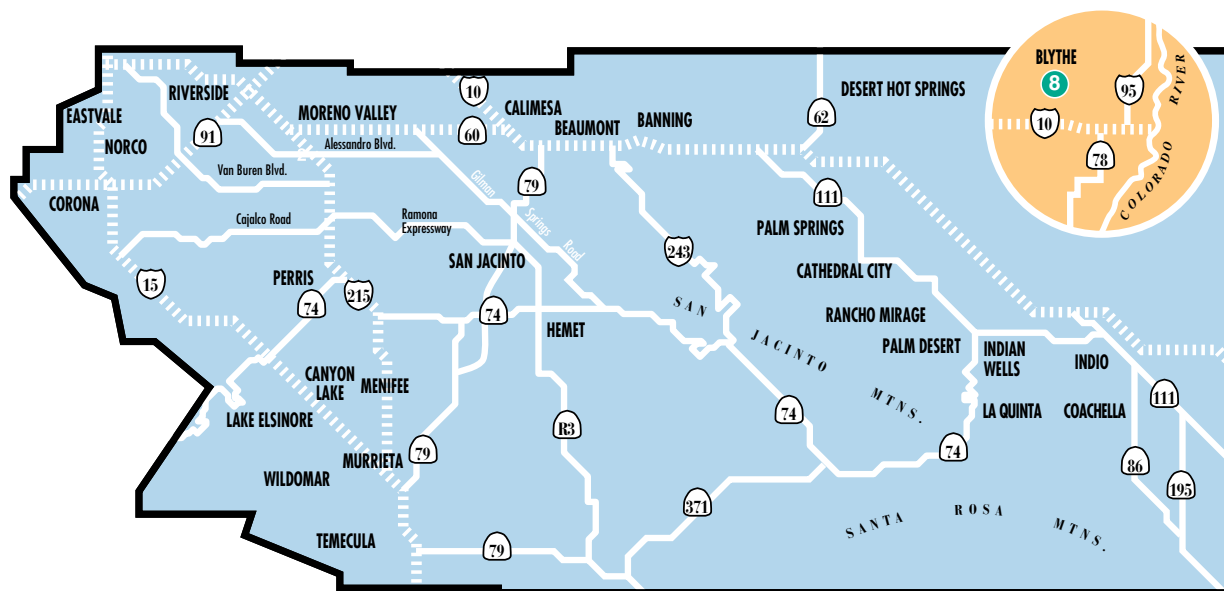 BLYTHE
8
10
95
78
COLORADO RIVER
EASTVALE
RIVERSIDE
NORCO
91
MORENO VALLEY
10
CALIMESA
60
BEAUMONT
BANNING
62
DESERT HOT SPRINGS
Alessandro Blvd.
Van Buren Blvd.
CORONA
Cajalco Road
Ramona
Expressway
Gilman Springs Road
79
111
PALM SPRINGS
243
SAN JACINTO
CATHEDRAL CITY
15
PERRIS
74
215
74
HEMET
SAN JACINTO MTNS.
RANCHO MIRAGE
PALM DESERT
INDIAN
WELLS
INDIO
CANYON
LAKE
MENIFEE
LAKE ELSINORE
LA QUINTA
COACHELLA
111
74
R3
79
MURRIETA
WILDOMAR
74
86
195
371
SANTA ROSA MTNS.
TEMECULA
79